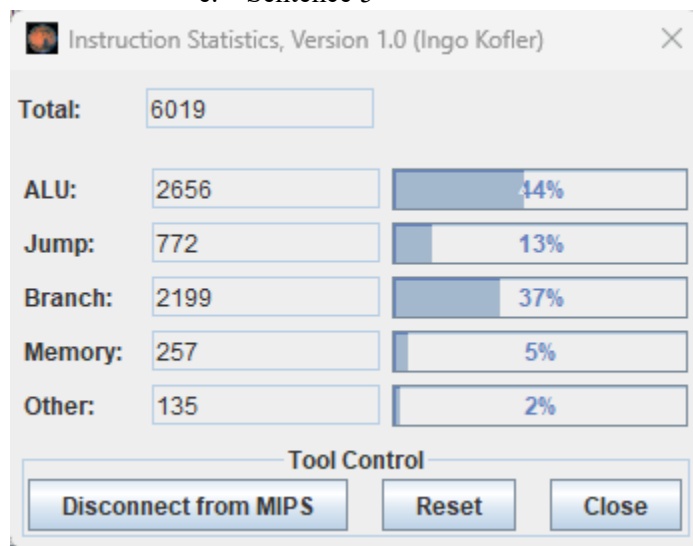 Instruction Statistics, Version 1.0 (Ingo Kofler)
Total: 6019
ALU: 2656 44%
Jump: 772 13%
Branch: 2199 37%
Memory: 257 5%
Other: 135 2%
Tool Control
Disconnect from MIPS Reset Close